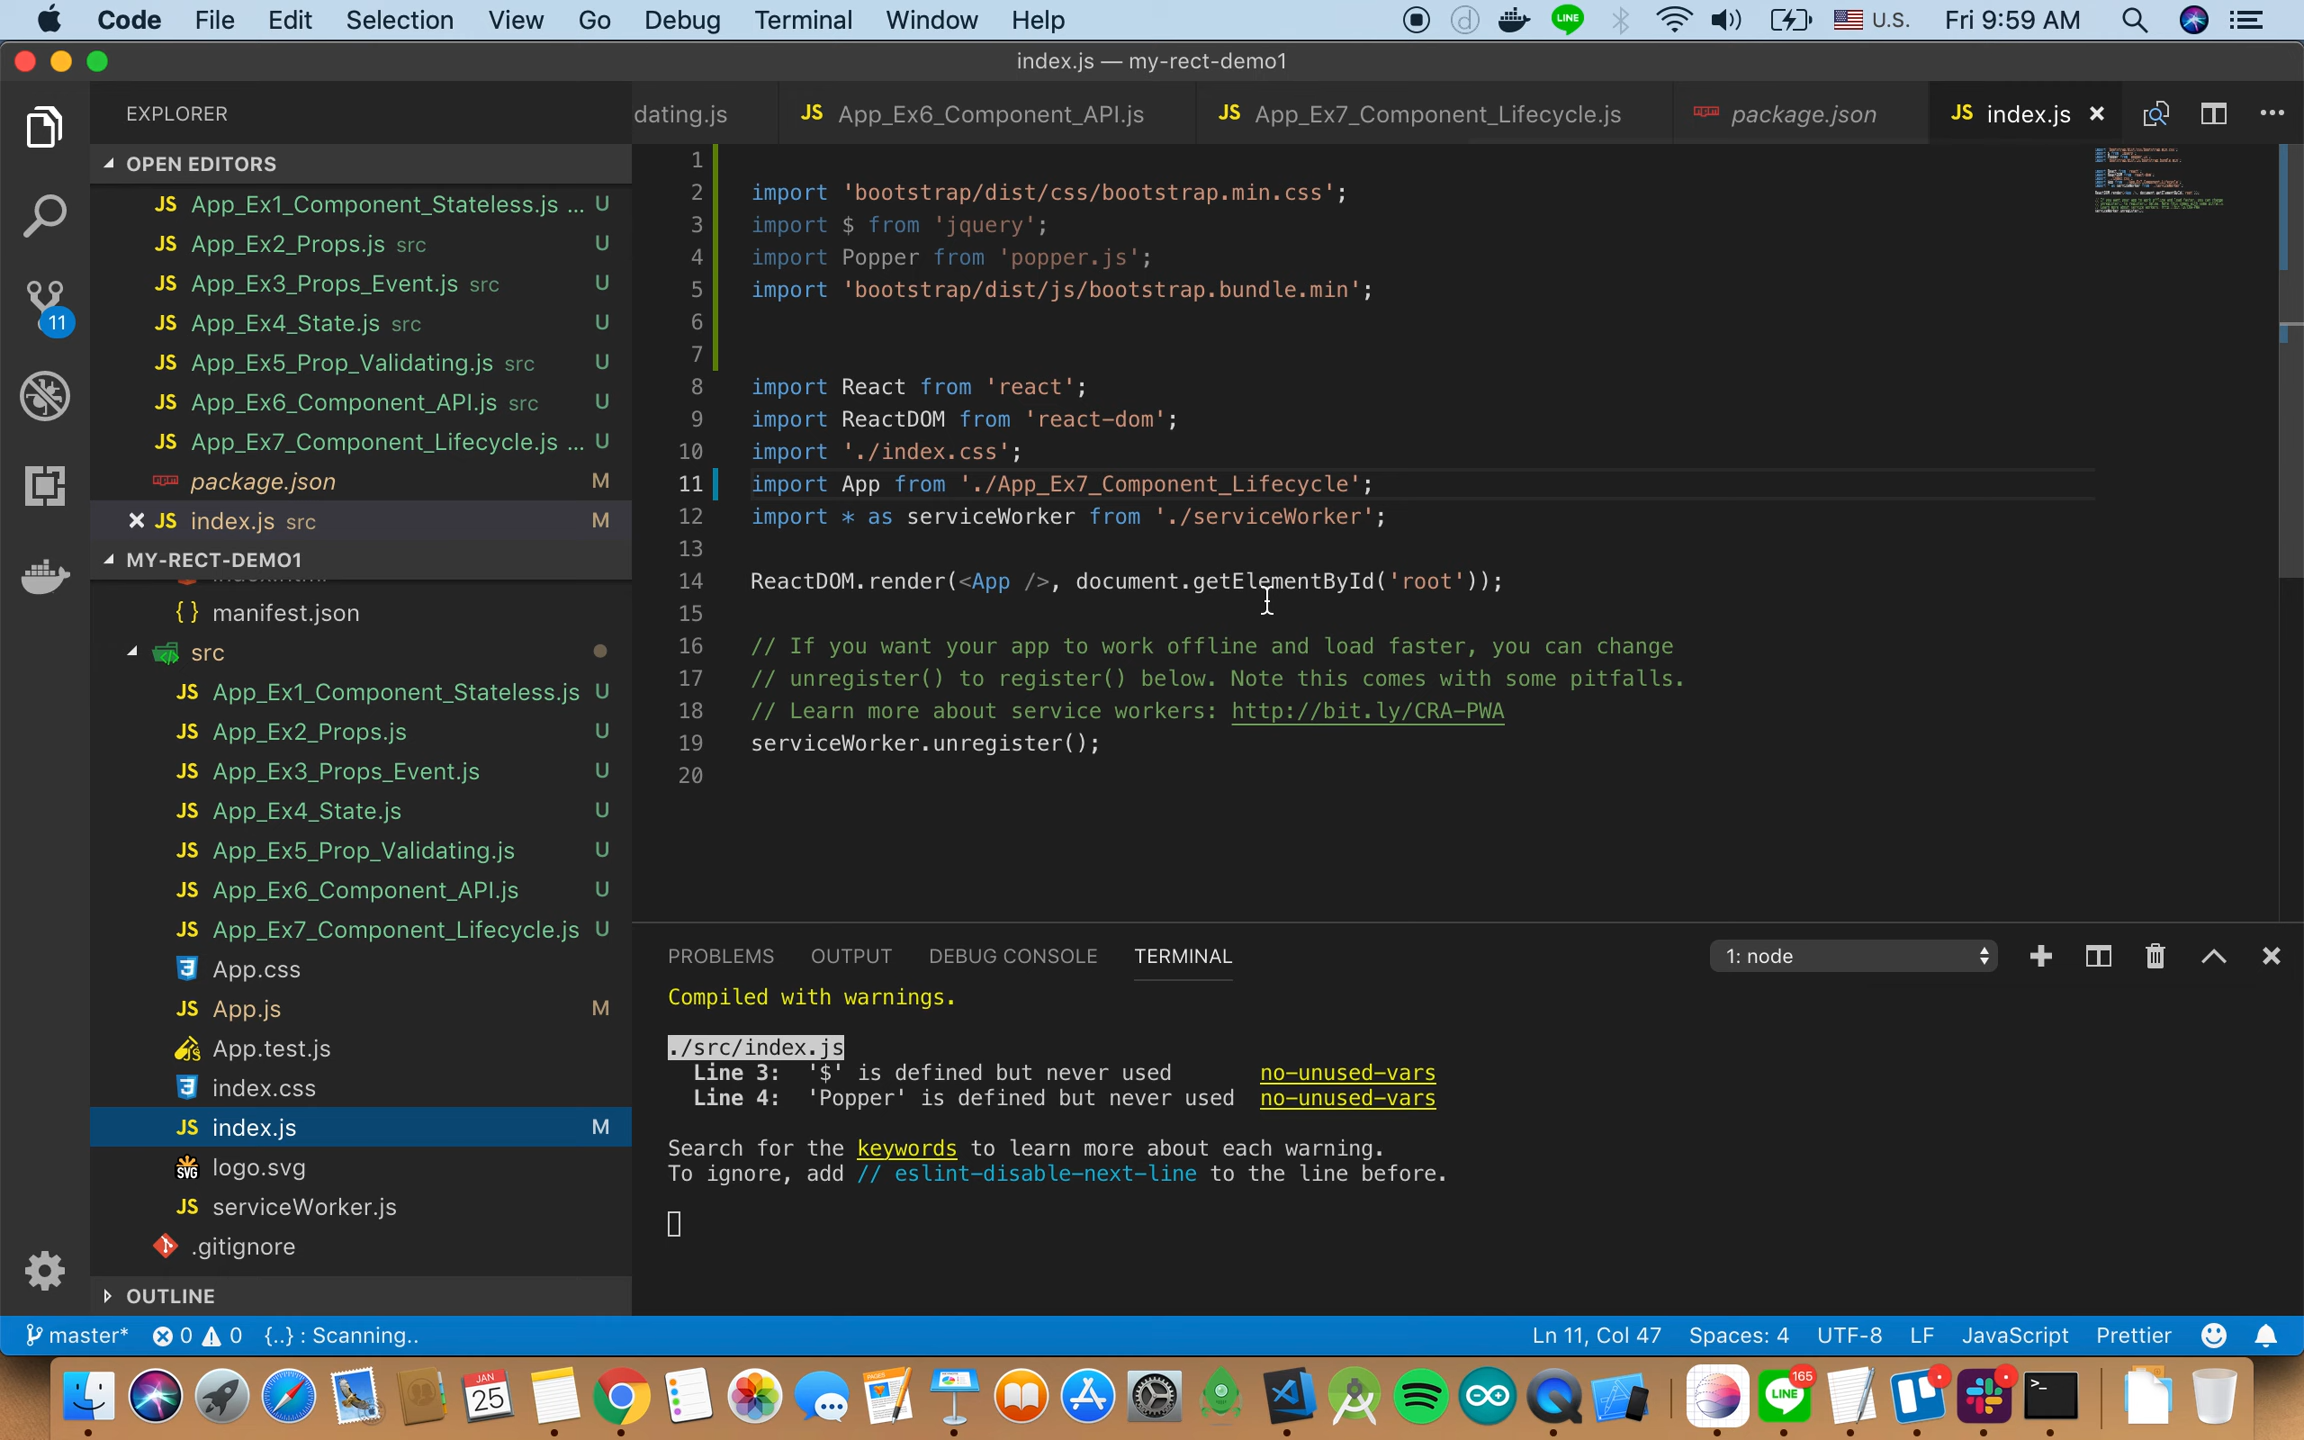 Code File Edit Selection View Go Debug Terminal Window Help LINE U.S. Fri 9:59 AM
index.js — my-rect-demo1
EXPLORER
dating.js JS App_Ex6_Component_API.js JS App_Ex7_Component_Lifecycle.js package.json JS index.js
OPEN EDITORS
JS App_Ex1_Component_Stateless.js ... U
JS App_Ex2_Props.js src U
JS App_Ex3_Props_Event.js src U
JS App_Ex4_State.js src U
JS App_Ex5_Prop_Validating.js src U
JS App_Ex6_Component_API.js src U
JS App_Ex7_Component_Lifecycle.js ... U
package.json M
JS index.js src M
11
MY-RECT-DEMO1
{} manifest.json
src
JS App_Ex1_Component_Stateless.js U
JS App_Ex2_Props.js U
JS App_Ex3_Props_Event.js U
JS App_Ex4_State.js U
JS App_Ex5_Prop_Validating.js U
JS App_Ex6_Component_API.js U
JS App_Ex7_Component_Lifecycle.js U
App.css
JS App.js M
App.test.js
index.css
JS index.js M
SVG logo.svg
JS serviceWorker.js
.gitignore
OUTLINE
1
2 import 'bootstrap/dist/css/bootstrap.min.css';
3 import $ from 'jquery';
4 import Popper from 'popper.js';
5 import 'bootstrap/dist/js/bootstrap.bundle.min';
6
7
8 import React from 'react';
9 import ReactDOM from 'react-dom';
10 import './index.css';
11 import App from './App_Ex7_Component_Lifecycle';
12 import * as serviceWorker from './serviceWorker';
13
14 ReactDOM.render(<App />, document.getElementById('root'));
15
16 // If you want your app to work offline and load faster, you can change
17 // unregister() to register() below. Note this comes with some pitfalls.
18 // Learn more about service workers: http://bit.ly/CRA-PWA
19 serviceWorker.unregister();
20
PROBLEMS OUTPUT DEBUG CONSOLE TERMINAL 1: node
Compiled with warnings.
./src/index.js
Line 3: '$' is defined but never used no-unused-vars
Line 4: 'Popper' is defined but never used no-unused-vars
Search for the keywords to learn more about each warning.
To ignore, add // eslint-disable-next-line to the line before.
master* 0 0 {..} : Scanning.. Ln 11, Col 47 Spaces: 4 UTF-8 LF JavaScript Prettier
JAN
25
LINE
165